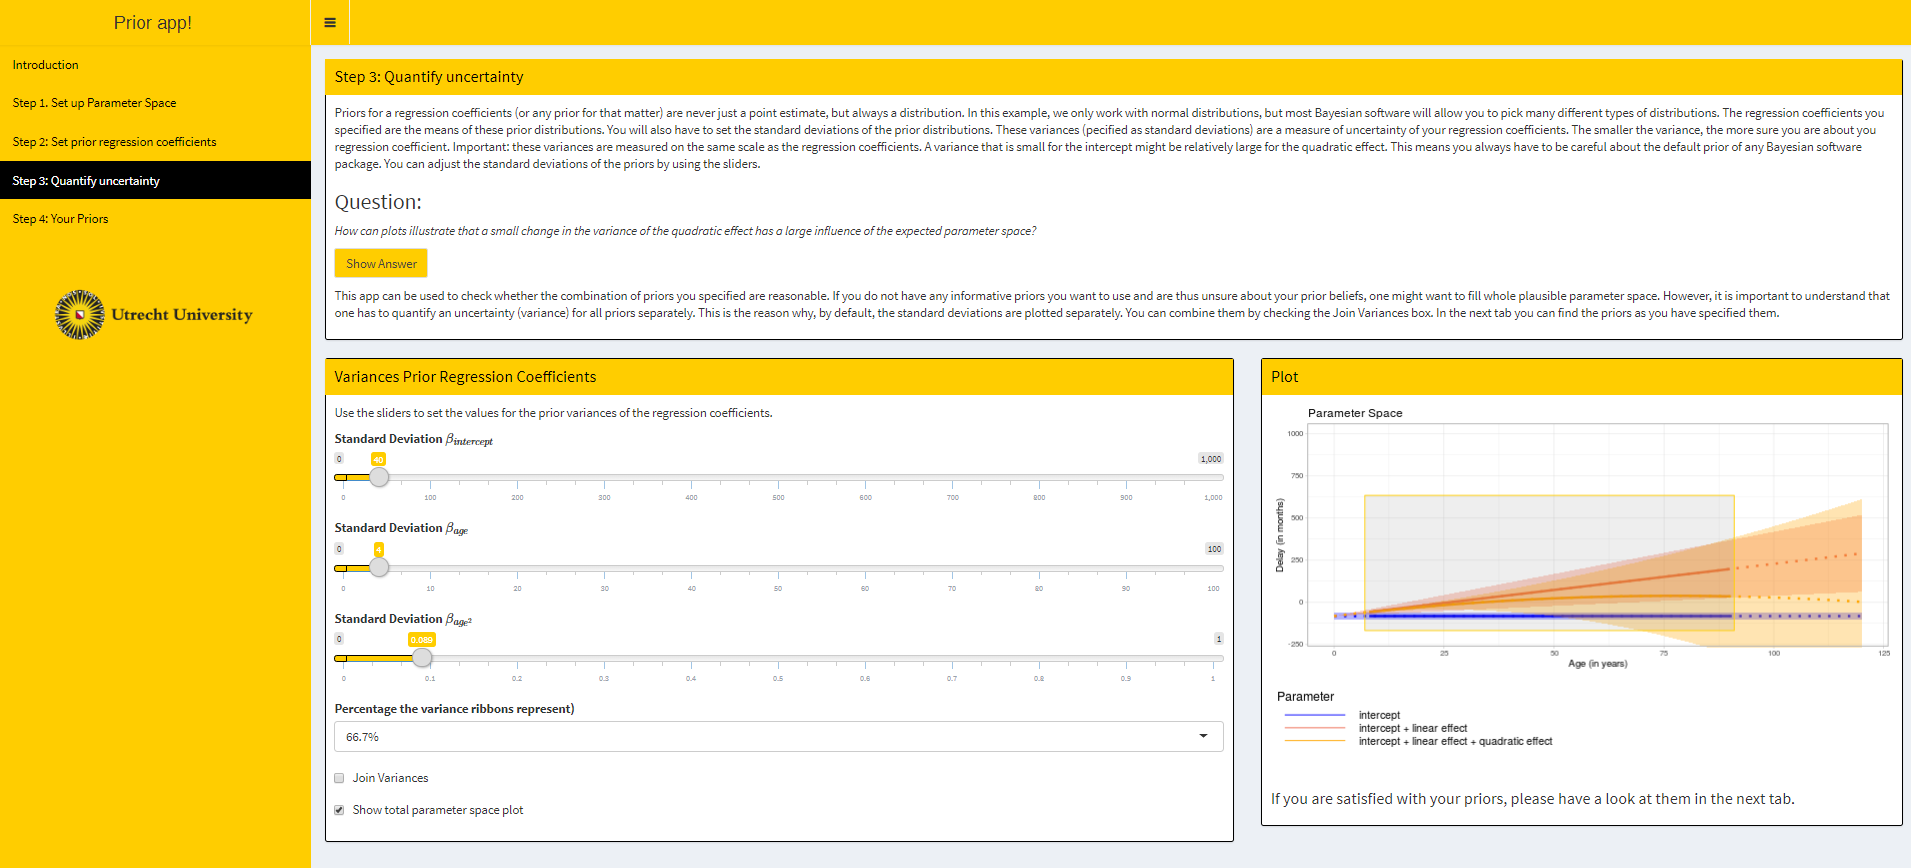 Prior app!
Introduction
Step 1. Set up Parameter Space
Step 2: Set prior regression coefficients
Step 3: Quantify uncertainty
Step 4: Your Priors
Utrecht University
Step 3: Quantify uncertainty
Priors for a regression coefficients (or any prior for that matter) are never just a point estimate, but always a distribution. In this example, we only work with normal distributions, but most Bayesian software will allow you to pick many different types of distributions. The regression coefficients you
specified are the means of these prior distributions. You will also have to set the standard deviations of the prior distributions. These variances (pecified as standard deviations) are a measure of uncertainty of your regression coefficients. The smaller the variance, the more sure you are about you
regression coefficient. Important: these variances are measured on the same scale as the regression coefficients. A variance that is small for the intercept might be relatively large for the quadratic effect. This means you always have to be careful about the default prior of any Bayesian software
package. You can adjust the standard deviations of the priors by using the sliders.
Question:
How can plots illustrate that a small change in the variance of the quadratic effect has a large influence of the expected parameter space?
Show Answer
This app can be used to check whether the combination of priors you specified are reasonable. If you do not have any informative priors you want to use and are thus unsure about your prior beliefs, one might want to fill whole plausible parameter space. However, it is important to understand that
one has to quantify an uncertainty (variance) for all priors separately. This is the reason why, by default, the standard deviations are plotted separately. You can combine them by checking the Join Variances box. In the next tab you can find the priors as you have specified them.
Variances Prior Regression Coefficients
Use the sliders to set the values for the prior variances of the regression coefficients.
Standard Deviation βintercept
0 40 1,000
0 100 200 300 400 500 600 700 800 900 1,000
Standard Deviation βage
0 4 100
0 10 20 30 40 50 60 70 80 90 100
Standard Deviation βage²
0 0.089 1
0 0.1 0.2 0.3 0.4 0.5 0.6 0.7 0.8 0.9 1
Percentage the variance ribbons represent)
66.7%
Join Variances
Show total parameter space plot
Plot
Parameter Space
1000
750
500
250
0
-250
Delay (in months)
0 25 50 75 100 125
Age (in years)
Parameter
intercept
intercept + linear effect
intercept + linear effect + quadratic effect
If you are satisfied with your priors, please have a look at them in the next tab.